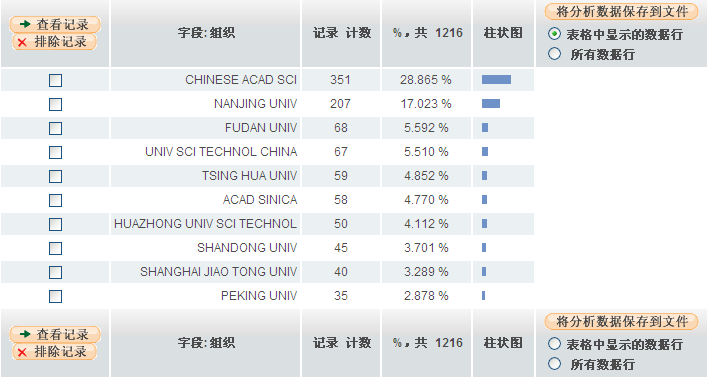 查看记录
排除记录
字段: 组织
记录 计数
%，共 1216
柱状图
将分析数据保存到文件
表格中显示的数据行
所有数据行
CHINESE ACAD SCI 351 28.865 %
NANJING UNIV 207 17.023 %
FUDAN UNIV 68 5.592 %
UNIV SCI TECHNOL CHINA 67 5.510 %
TSING HUA UNIV 59 4.852 %
ACAD SINICA 58 4.770 %
HUAZHONG UNIV SCI TECHNOL 50 4.112 %
SHANDONG UNIV 45 3.701 %
SHANGHAI JIAO TONG UNIV 40 3.289 %
PEKING UNIV 35 2.878 %
查看记录
排除记录
字段: 组织
记录 计数
%，共 1216
柱状图
将分析数据保存到文件
表格中显示的数据行
所有数据行